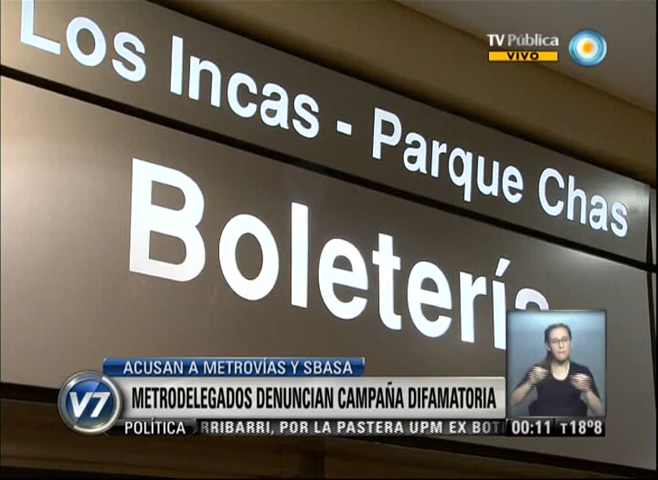 TV Pública
VIVO
Los Incas - Parque Chas
Boletería
ACUSAN A METROVÍAS Y SBASA
V7
METRODELEGADOS DENUNCIAN CAMPAÑA DIFAMATORIA
POLÍTICA RRIBARRI, POR LA PASTERA UPM EX BOT 00:11 T18º8